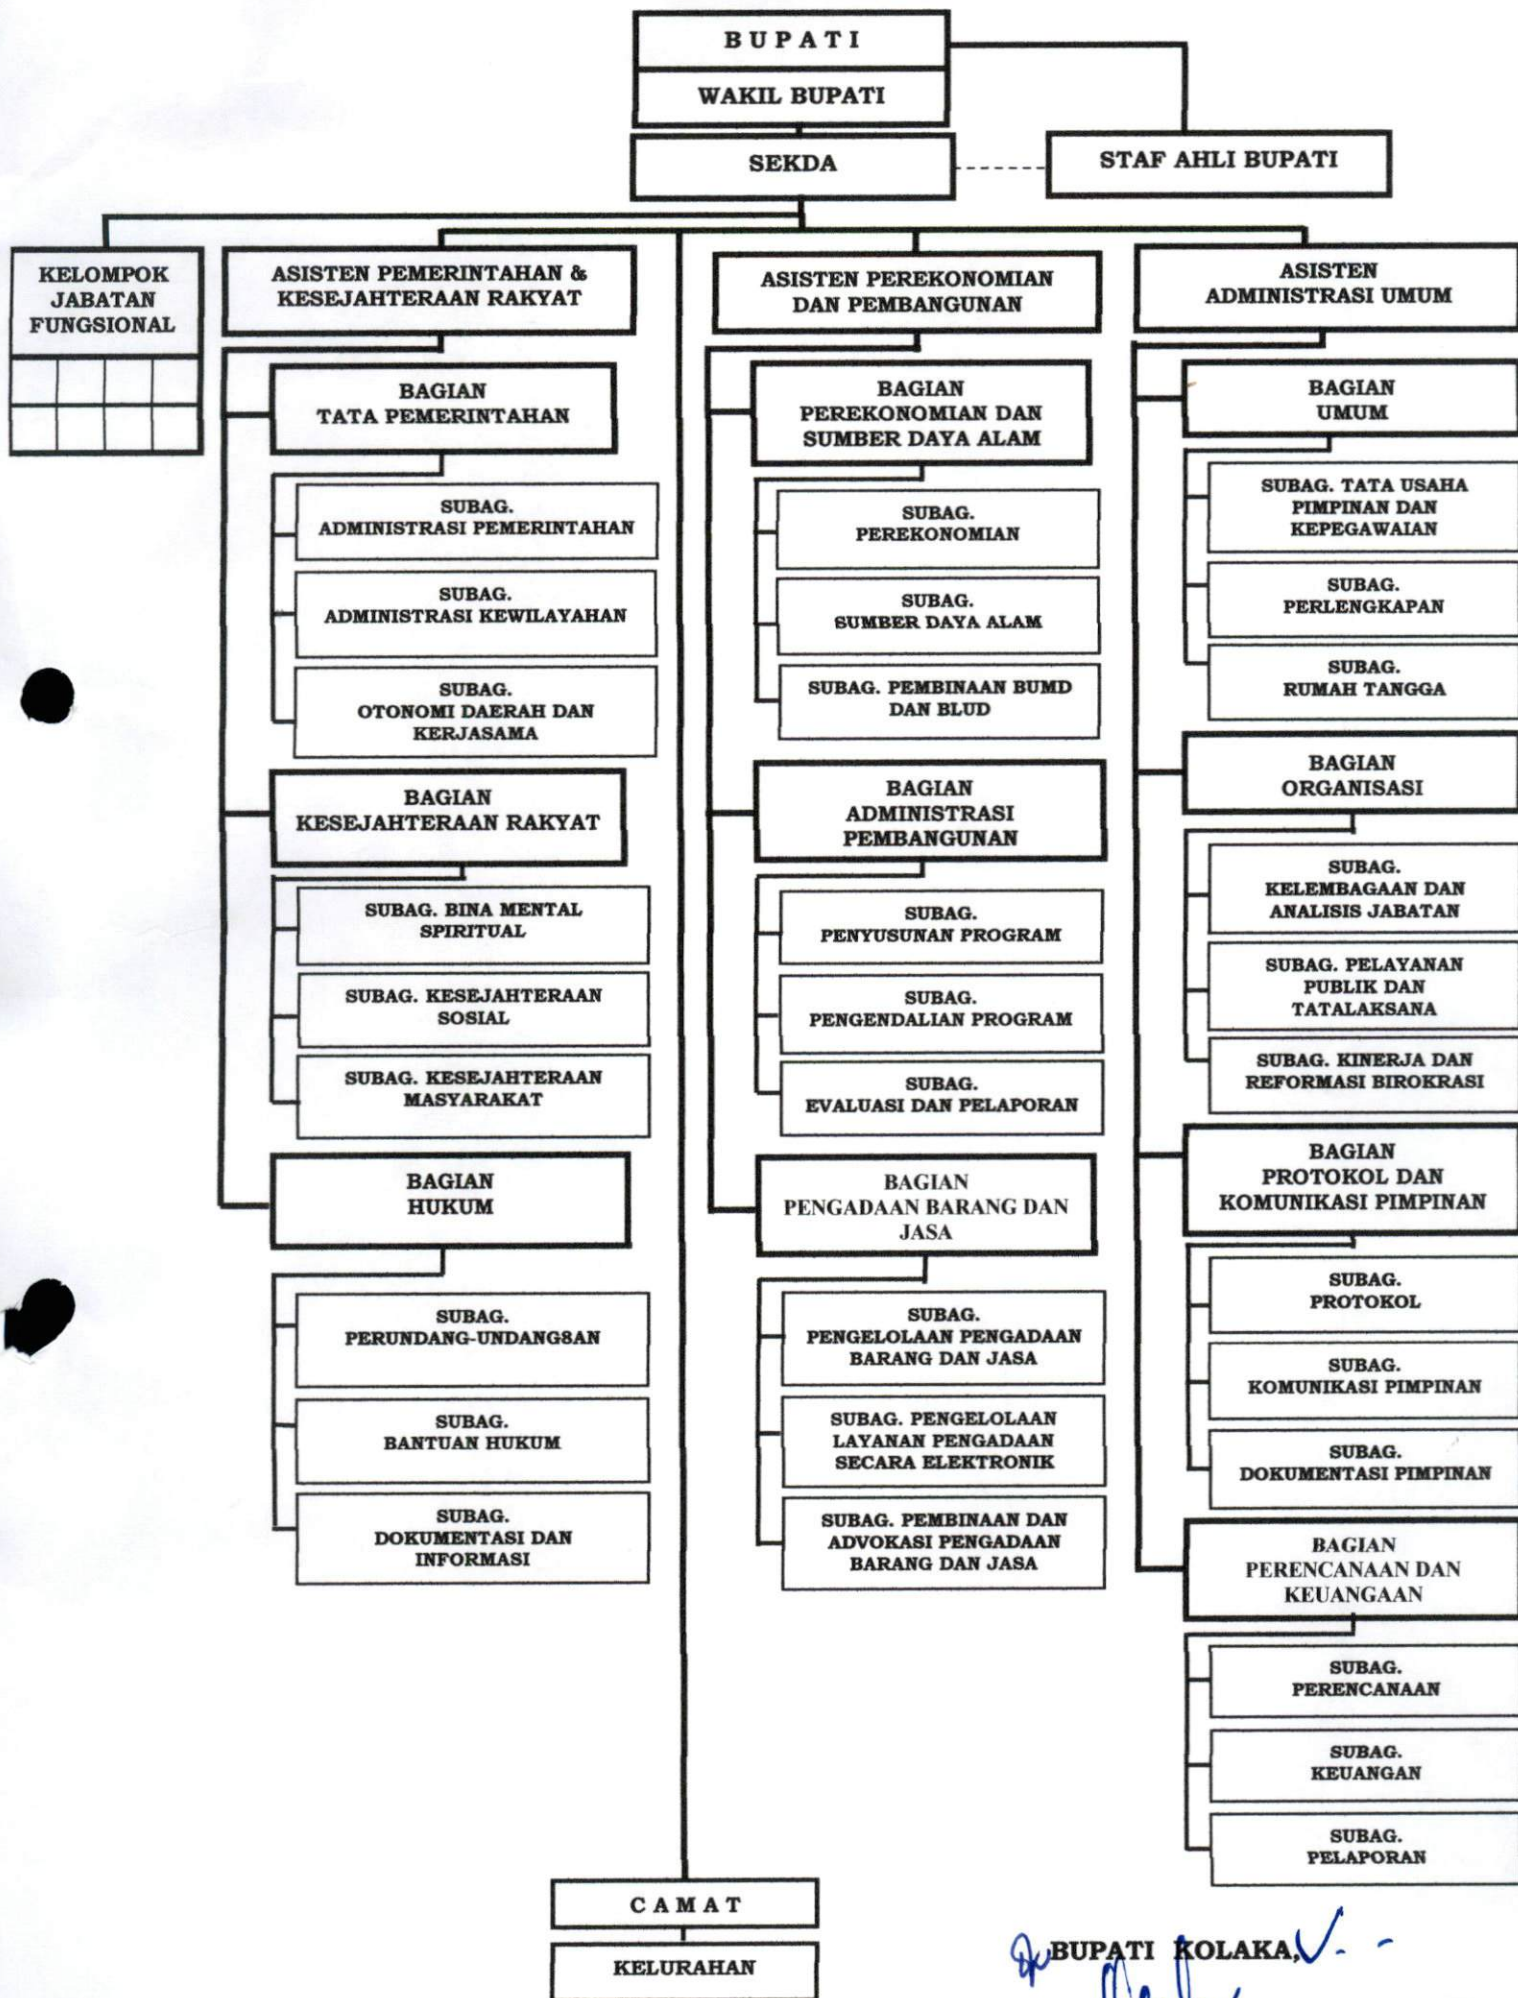 B U P A T I
WAKIL BUPATI
SEKDA
STAF AHLI BUPATI
KELOMPOK
JABATAN
FUNGSIONAL
ASISTEN PEMERINTAHAN &
KESEJAHTERAAN RAKYAT
BAGIAN
TATA PEMERINTAHAN
SUBAG.
ADMINISTRASI PEMERINTAHAN
SUBAG.
ADMINISTRASI KEWILAYAHAN
SUBAG.
OTONOMI DAERAH DAN
KERJASAMA
BAGIAN
KESEJAHTERAAN RAKYAT
SUBAG. BINA MENTAL
SPIRITUAL
SUBAG. KESEJAHTERAAN
SOSIAL
SUBAG. KESEJAHTERAAN
MASYARAKAT
BAGIAN
HUKUM
SUBAG.
PERUNDANG-UNDANG8AN
SUBAG.
BANTUAN HUKUM
SUBAG.
DOKUMENTASI DAN
INFORMASI
ASISTEN PEREKONOMIAN
DAN PEMBANGUNAN
BAGIAN
PEREKONOMIAN DAN
SUMBER DAYA ALAM
SUBAG.
PEREKONOMIAN
SUBAG.
SUMBER DAYA ALAM
SUBAG. PEMBINAAN BUMD
DAN BLUD
BAGIAN
ADMINISTRASI
PEMBANGUNAN
SUBAG.
PENYUSUNAN PROGRAM
SUBAG.
PENGENDALIAN PROGRAM
SUBAG.
EVALUASI DAN PELAPORAN
BAGIAN
PENGADAAN BARANG DAN
JASA
SUBAG.
PENGELOLAAN PENGADAAN
BARANG DAN JASA
SUBAG. PENGELOLAAN
LAYANAN PENGADAAN
SECARA ELEKTRONIK
SUBAG. PEMBINAAN DAN
ADVOKASI PENGADAAN
BARANG DAN JASA
ASISTEN
ADMINISTRASI UMUM
BAGIAN
UMUM
SUBAG. TATA USAHA
PIMPINAN DAN
KEPEGAWAIAN
SUBAG.
PERLENGKAPAN
SUBAG.
RUMAH TANGGA
BAGIAN
ORGANISASI
SUBAG.
KELEMBAGAAN DAN
ANALISIS JABATAN
SUBAG. PELAYANAN
PUBLIK DAN
TATALAKSANA
SUBAG. KINERJA DAN
REFORMASI BIROKRASI
BAGIAN
PROTOKOL DAN
KOMUNIKASI PIMPINAN
SUBAG.
PROTOKOL
SUBAG.
KOMUNIKASI PIMPINAN
SUBAG.
DOKUMENTASI PIMPINAN
BAGIAN
PERENCANAAN DAN
KEUANGAAN
SUBAG.
PERENCANAAN
SUBAG.
KEUANGAN
SUBAG.
PELAPORAN
C A M A T
KELURAHAN
BUPATI KOLAKA,